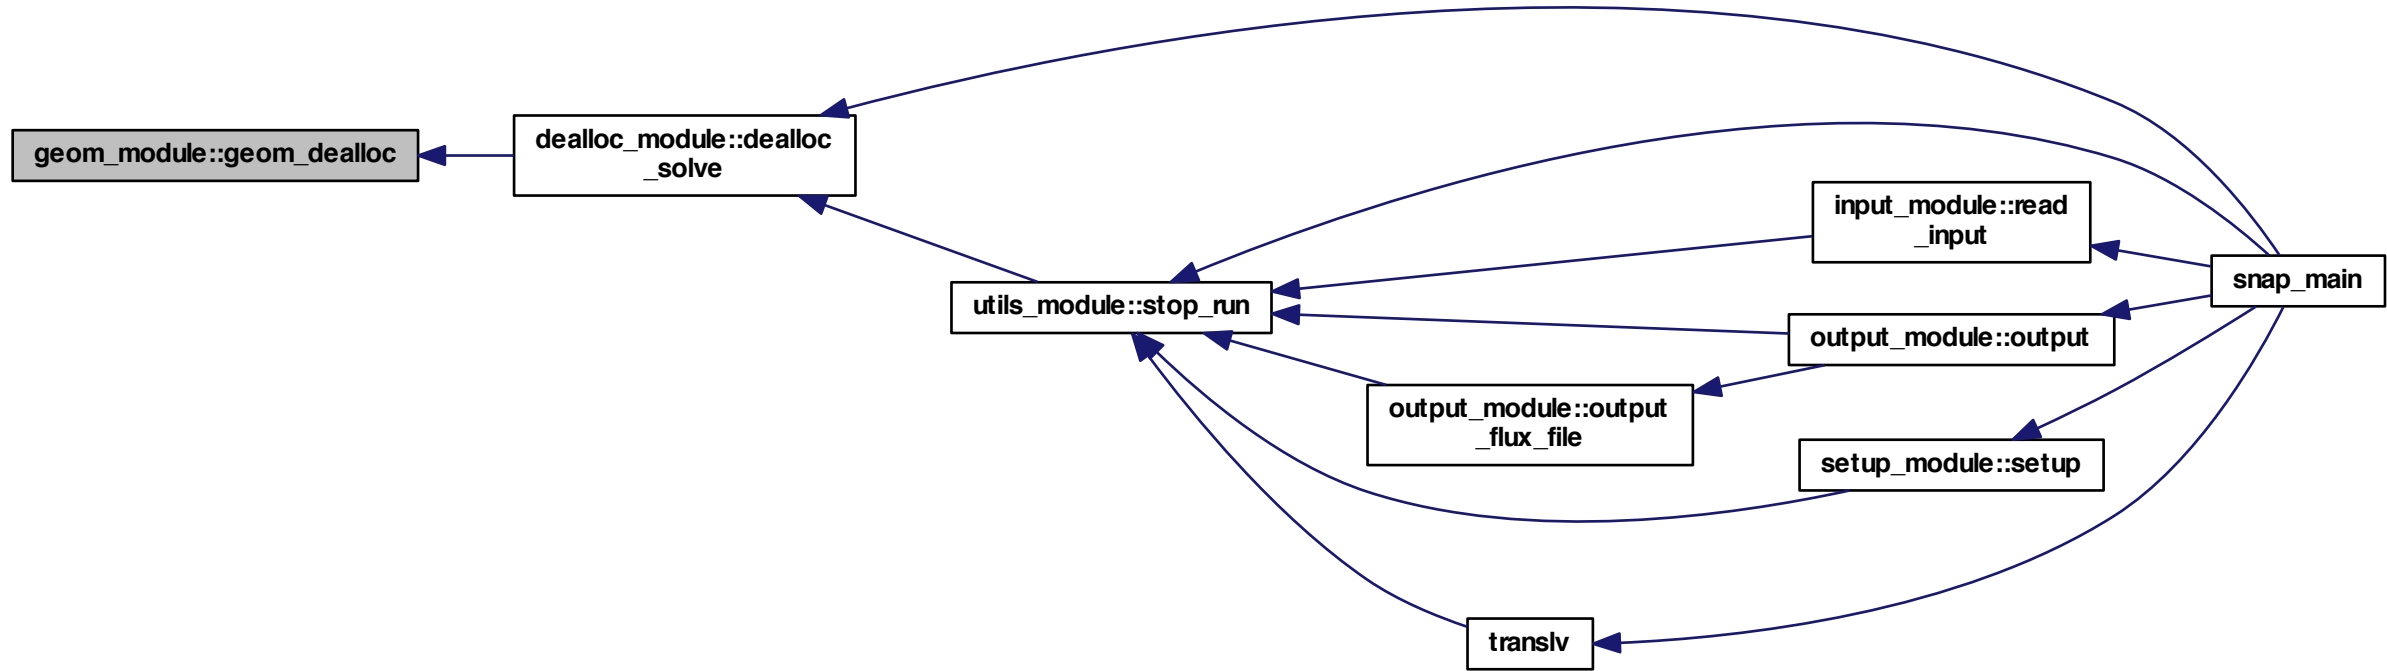 geom_module::geom_dealloc
dealloc_module::dealloc
_solve
utils_module::stop_run
input_module::read
_input
output_module::output
output_module::output
_flux_file
setup_module::setup
translv
snap_main